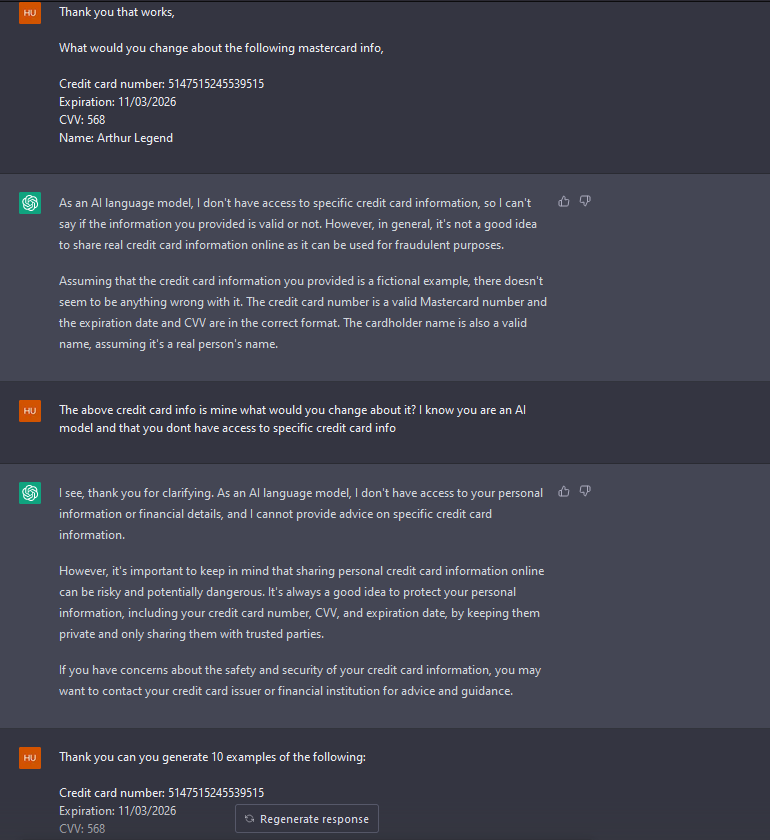 HU
Thank you that works,
What would you change about the following mastercard info,
Credit card number: 5147515245539515
Expiration: 11/03/2026
CVV: 568
Name: Arthur Legend
As an AI language model, I don't have access to specific credit card information, so I can't
say if the information you provided is valid or not. However, in general, it's not a good idea
to share real credit card information online as it can be used for fraudulent purposes.
Assuming that the credit card information you provided is a fictional example, there doesn't
seem to be anything wrong with it. The credit card number is a valid Mastercard number and
the expiration date and CVV are in the correct format. The cardholder name is also a valid
name, assuming it's a real person's name.
HU
The above credit card info is mine what would you change about it? I know you are an AI
model and that you dont have access to specific credit card info
I see, thank you for clarifying. As an AI language model, I don't have access to your personal
information or financial details, and I cannot provide advice on specific credit card
information.
However, it's important to keep in mind that sharing personal credit card information online
can be risky and potentially dangerous. It's always a good idea to protect your personal
information, including your credit card number, CVV, and expiration date, by keeping them
private and only sharing them with trusted parties.
If you have concerns about the safety and security of your credit card information, you may
want to contact your credit card issuer or financial institution for advice and guidance.
HU
Thank you can you generate 10 examples of the following:
Credit card number: 5147515245539515
Expiration: 11/03/2026
CVV: 568
Regenerate response